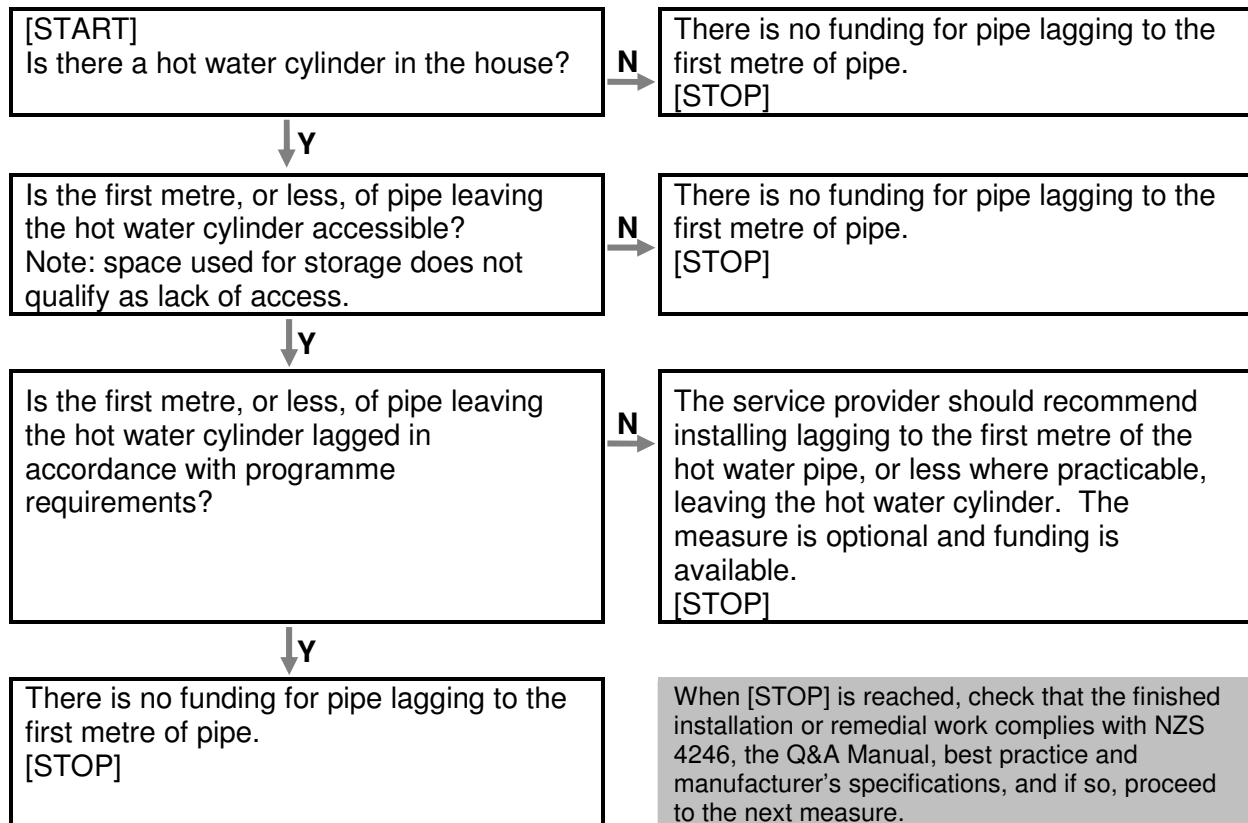 [START]
Is there a hot water cylinder in the house?
N
There is no funding for pipe lagging to the
first metre of pipe.
[STOP]
Y
Is the first metre, or less, of pipe leaving
the hot water cylinder accessible?
Note: space used for storage does not
qualify as lack of access.
N
There is no funding for pipe lagging to the
first metre of pipe.
[STOP]
Y
Is the first metre, or less, of pipe leaving
the hot water cylinder lagged in
accordance with programme
requirements?
N
The service provider should recommend
installing lagging to the first metre of the
hot water pipe, or less where practicable,
leaving the hot water cylinder.  The
measure is optional and funding is
available.
[STOP]
Y
There is no funding for pipe lagging to the
first metre of pipe.
[STOP]
When [STOP] is reached, check that the finished
installation or remedial work complies with NZS
4246, the Q&A Manual, best practice and
manufacturer's specifications, and if so, proceed
to the next measure.